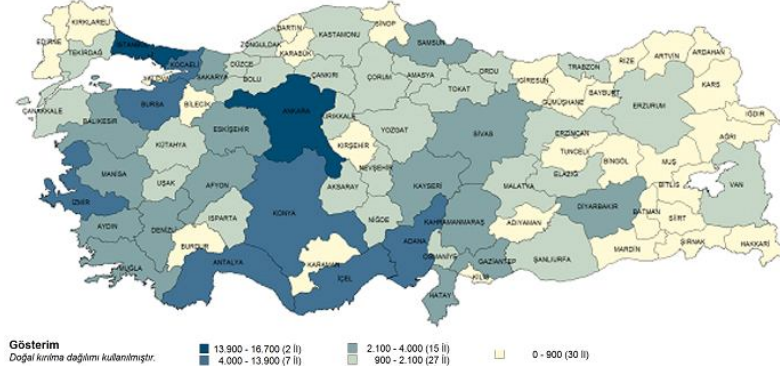 KIRKLARELİ
EDİRNE
TEKİRDAĞ
İSTANBUL
KOCAELİ
SAKARYA
DÜZCE
ZONGULDAK
BARTIN
KARABÜK
KASTAMONU
SİNOP
SAMSUN
ORDU
GİRESUN
TRABZON
RİZE
ARTVİN
ARDAHAN
KARS
IĞDIR
AĞRI
ÇANAKKALE
BALIKESİR
BURSA
BİLECİK
BOLU
ÇANKIRI
ÇORUM
AMASYA
TOKAT
GÜMÜŞHANE
BAYBURT
ERZURUM
ANKARA
ESKİŞEHİR
KÜTAHYA
KIRŞEHİR
YOZGAT
SİVAS
ERZİNCAN
TUNCELİ
BİNGÖL
MUŞ
BİTLİS
VAN
MANİSA
UŞAK
AFYON
İZMİR
AYDIN
DENİZLİ
MUĞLA
ISPARTA
BURDUR
ANTALYA
KONYA
AKSARAY
NEVŞEHİR
NİĞDE
KAYSERİ
KARAMAN
İÇEL
ADANA
KAHRAMANMARAŞ
OSMANİYE
HATAY
GAZİANTEP
KİLİS
MALATYA
ELAZIĞ
ADIYAMAN
ŞANLIURFA
DİYARBAKIR
BATMAN
SİİRT
MARDİN
ŞIRNAK
HAKKARİ
Gösterim
Doğal kırılma dağılımı kullanılmıştır.
13.900 - 16.700 (2 İl)
4.000 - 13.900 (7 İl)
2.100 - 4.000 (15 İl)
900 - 2.100 (27 İl)
0 - 900 (30 İl)